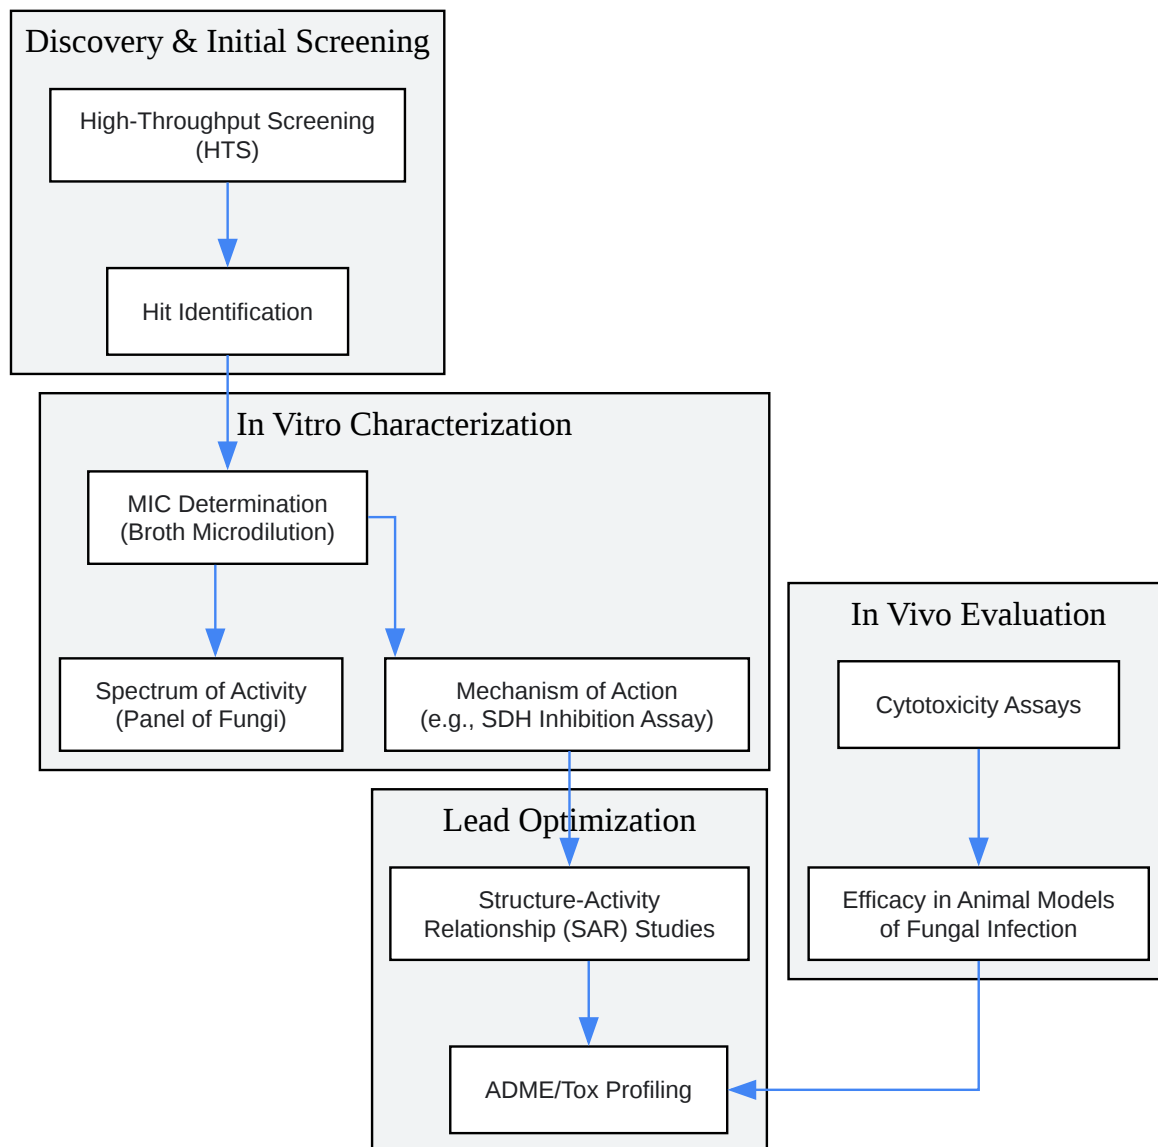 Discovery & Initial Screening
High-Throughput Screening
(HTS)
Hit Identification
In Vitro Characterization
MIC Determination
(Broth Microdilution)
Spectrum of Activity
(Panel of Fungi)
Mechanism of Action
(e.g., SDH Inhibition Assay)
In Vivo Evaluation
Cytotoxicity Assays
Efficacy in Animal Models
of Fungal Infection
Lead Optimization
Structure-Activity
Relationship (SAR) Studies
ADME/Tox Profiling